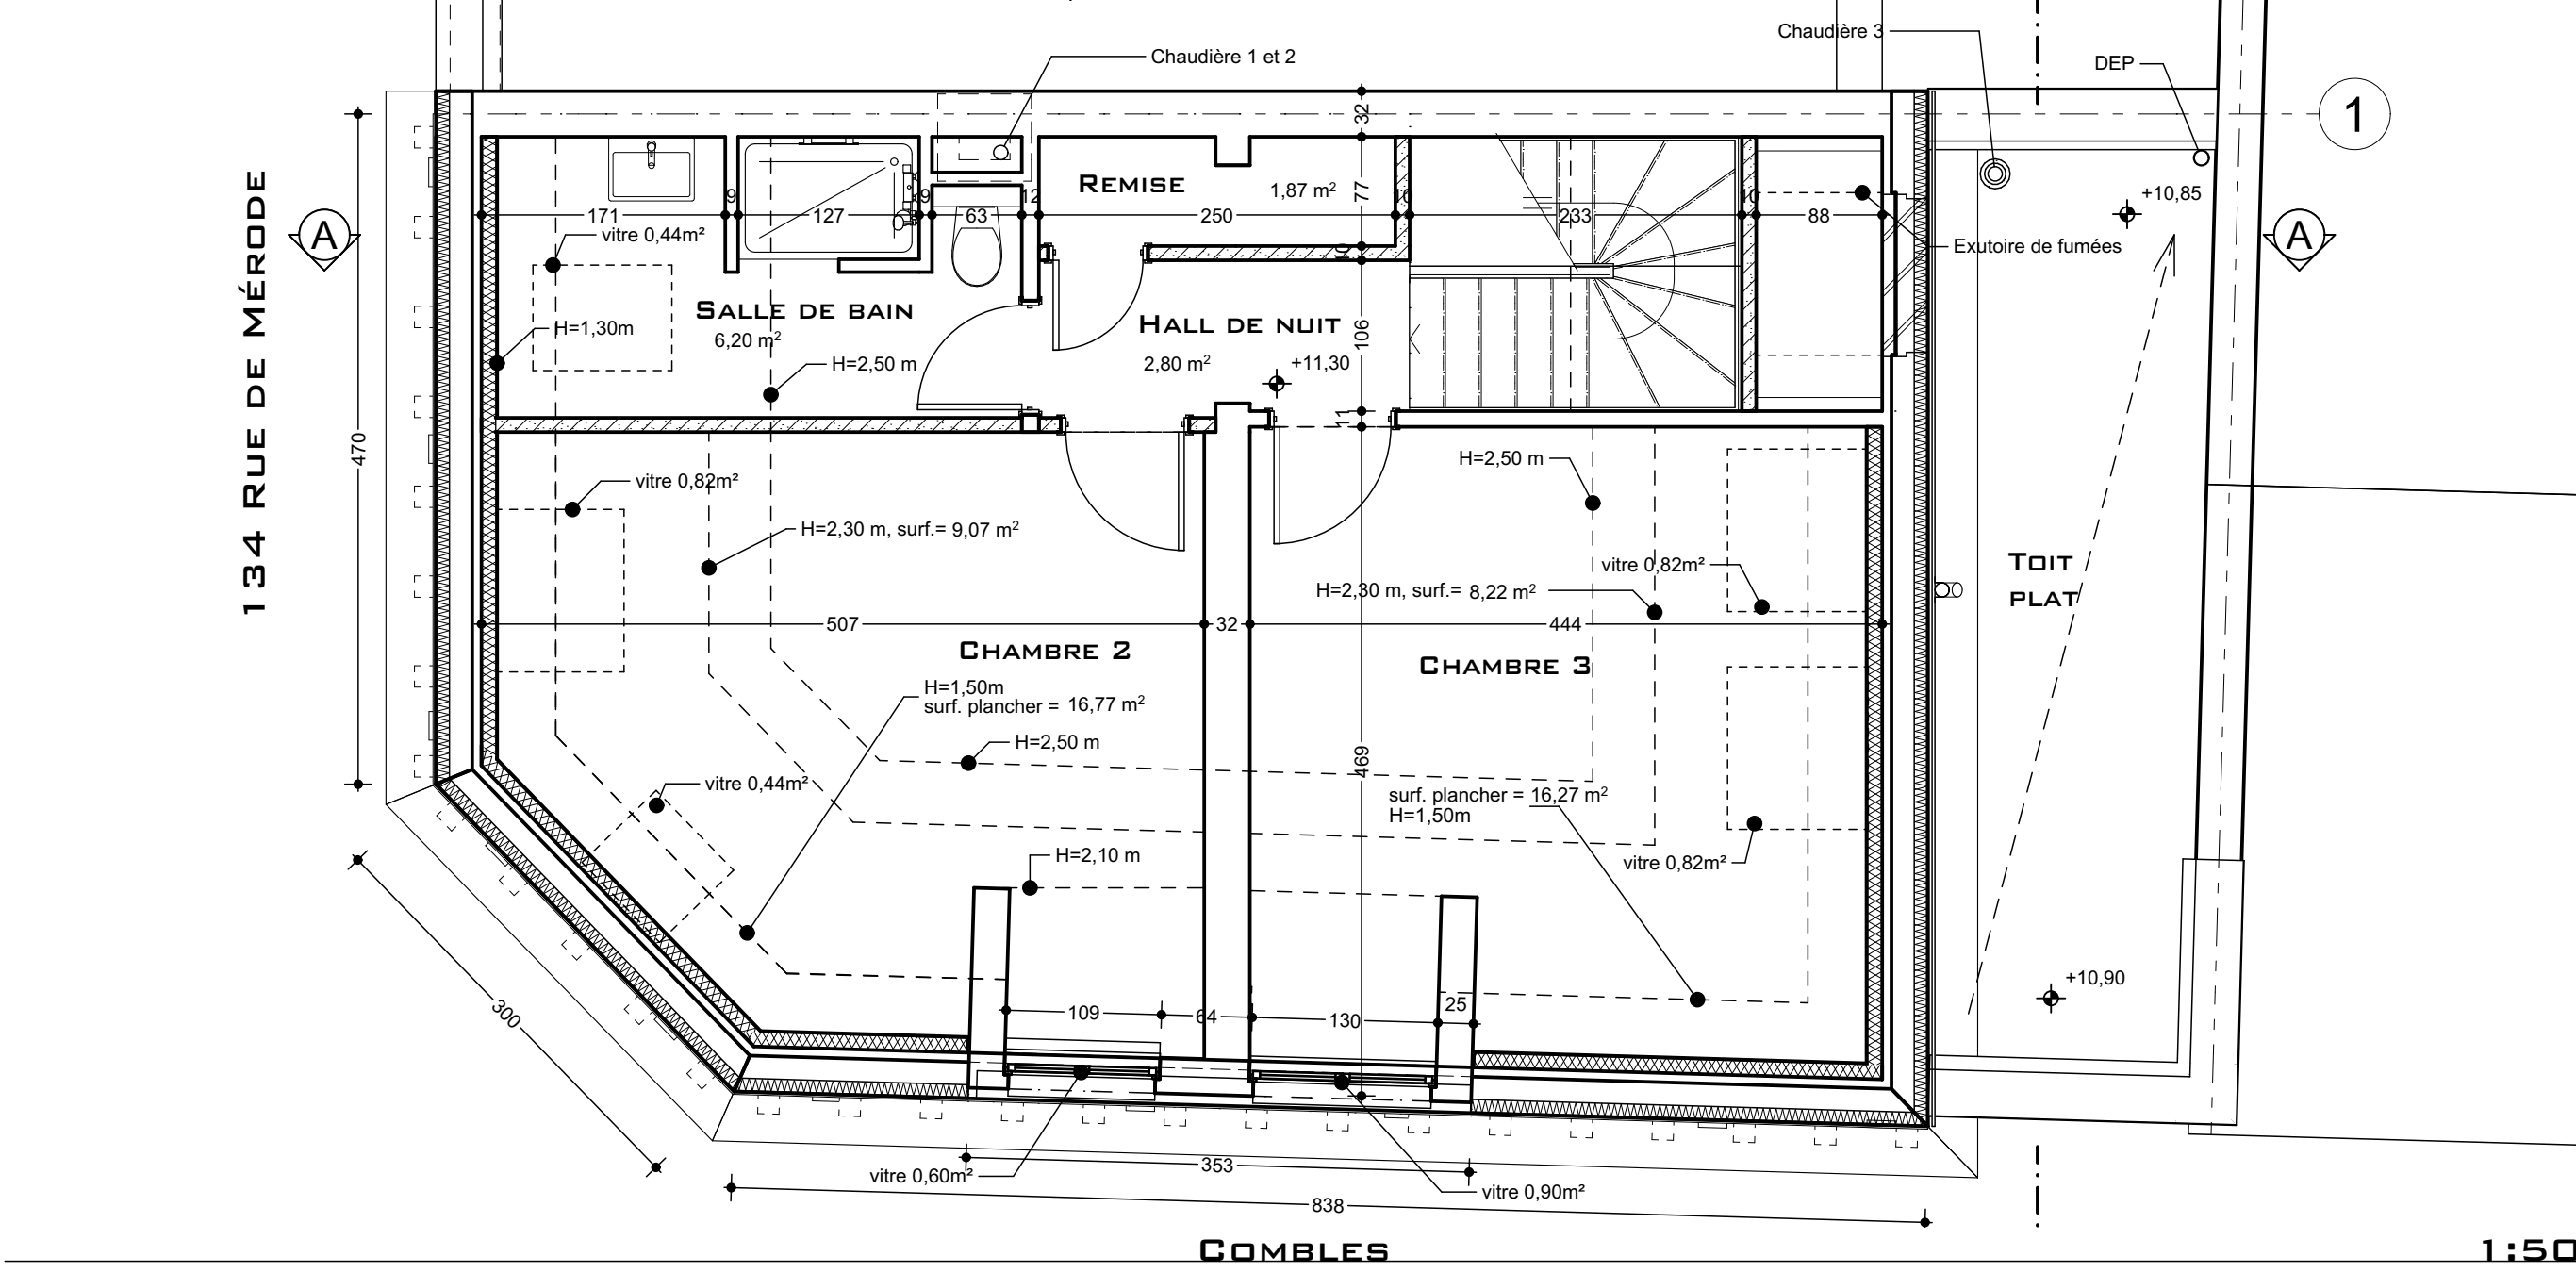 Chaudière 1 et 2
Chaudière 3
DEP
1
32
REMISE
1,87 m²
77
9
9
12
10
10
171
127
63
250
233
88
+10,85
A
A
vitre 0,44m²
Exutoire de fumées
10
SALLE DE BAIN
6,20 m²
H=1,30m
H=2,50 m
HALL DE NUIT
2,80 m²
+11,30
106
11
134 RUE DE MÉRODE
470
vitre 0,82m²
H=2,30 m, surf.= 9,07 m²
H=2,50 m
vitre 0,82m²
H=2,30 m, surf.= 8,22 m²
TOIT
PLAT
507
32
444
CHAMBRE 2
CHAMBRE 3
H=1,50m
surf. plancher = 16,77 m²
H=2,50 m
469
vitre 0,44m²
surf. plancher = 16,27 m²
H=1,50m
H=2,10 m
vitre 0,82m²
+10,90
300
109
64
130
25
353
vitre 0,60m²
vitre 0,90m²
838
COMBLES
1:50